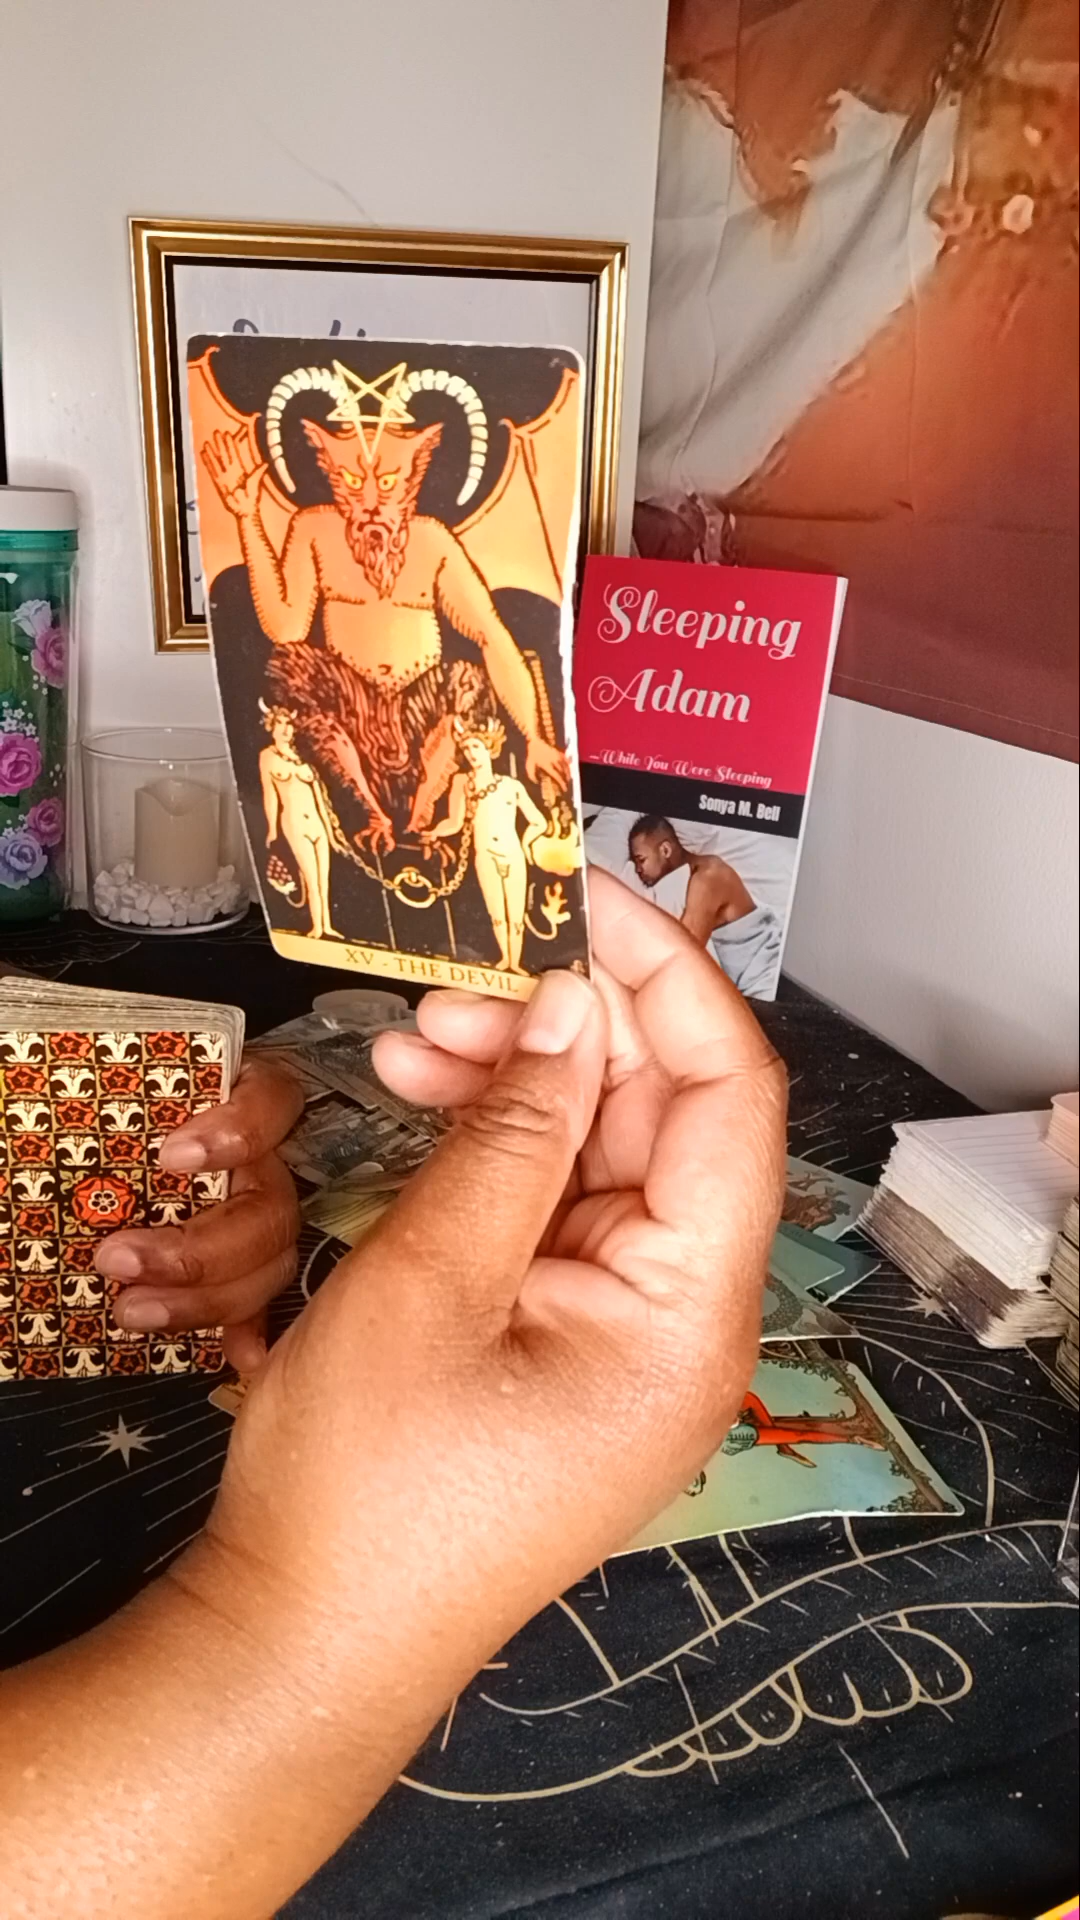 XV - THE DEVIL
Sleeping
Adam
—While You Were Sleeping
Sonya M. Bell